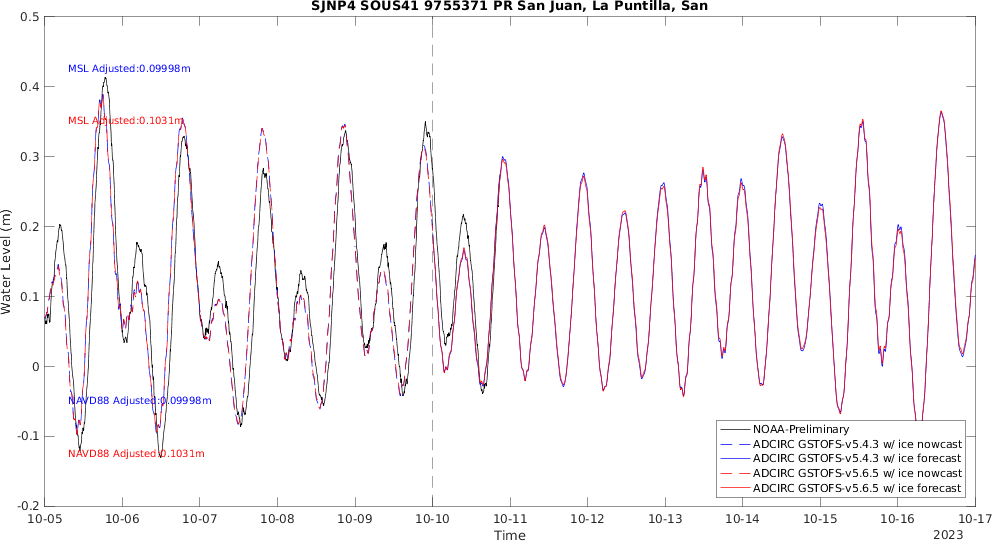 SJNP4 SOUS41 9755371 PR San Juan, La Puntilla, San
0.5
0.4
0.3
0.2
0.1
0
-0.1
-0.2
Water Level (m)
MSL Adjusted:0.09998m
MSL Adjusted:0.1031m
NAVD88 Adjusted:0.09998m
NAVD88 Adjusted:0.1031m
NOAA-Preliminary
ADCIRC GSTOFS-v5.4.3 w/ ice nowcast
ADCIRC GSTOFS-v5.4.3 w/ ice forecast
ADCIRC GSTOFS-v5.6.5 w/ ice nowcast
ADCIRC GSTOFS-v5.6.5 w/ ice forecast
10-05 10-06 10-07 10-08 10-09 10-10 10-11 10-12 10-13 10-14 10-15 10-16 10-17
Time
2023